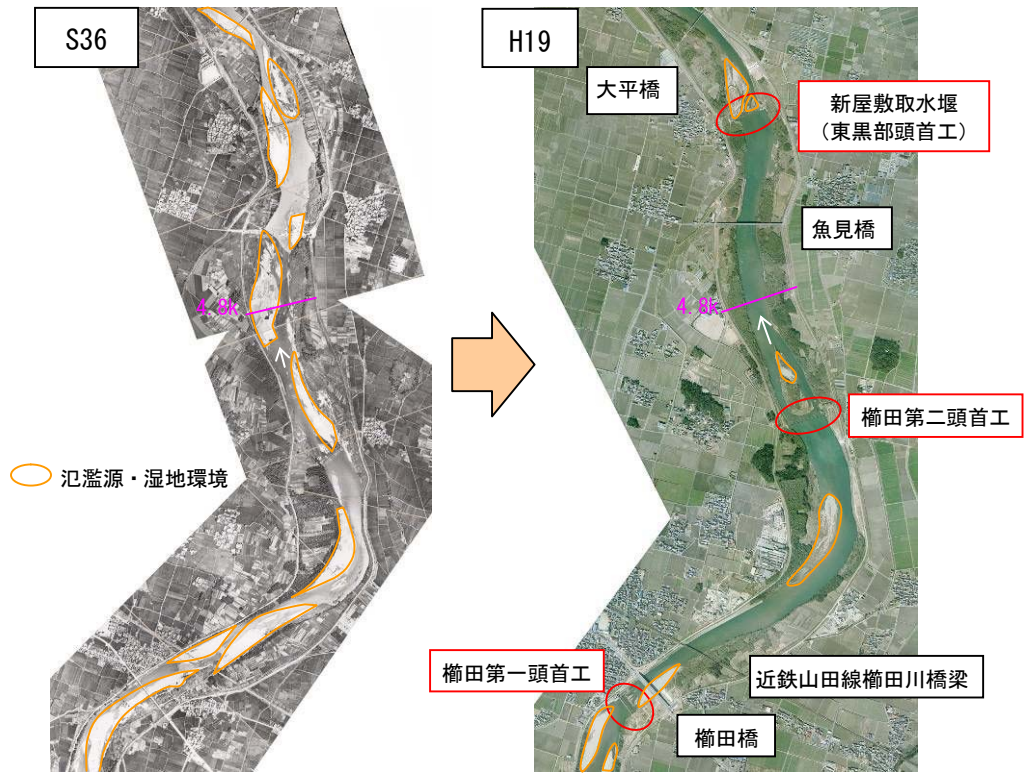 S36
H19
大平橋
新屋敷取水堰
（東黒部頭首工）
魚見橋
4.8k
4.8k
櫛田第二頭首工
氾濫源・湿地環境
櫛田第一頭首工
近鉄山田線櫛田川橋梁
櫛田橋